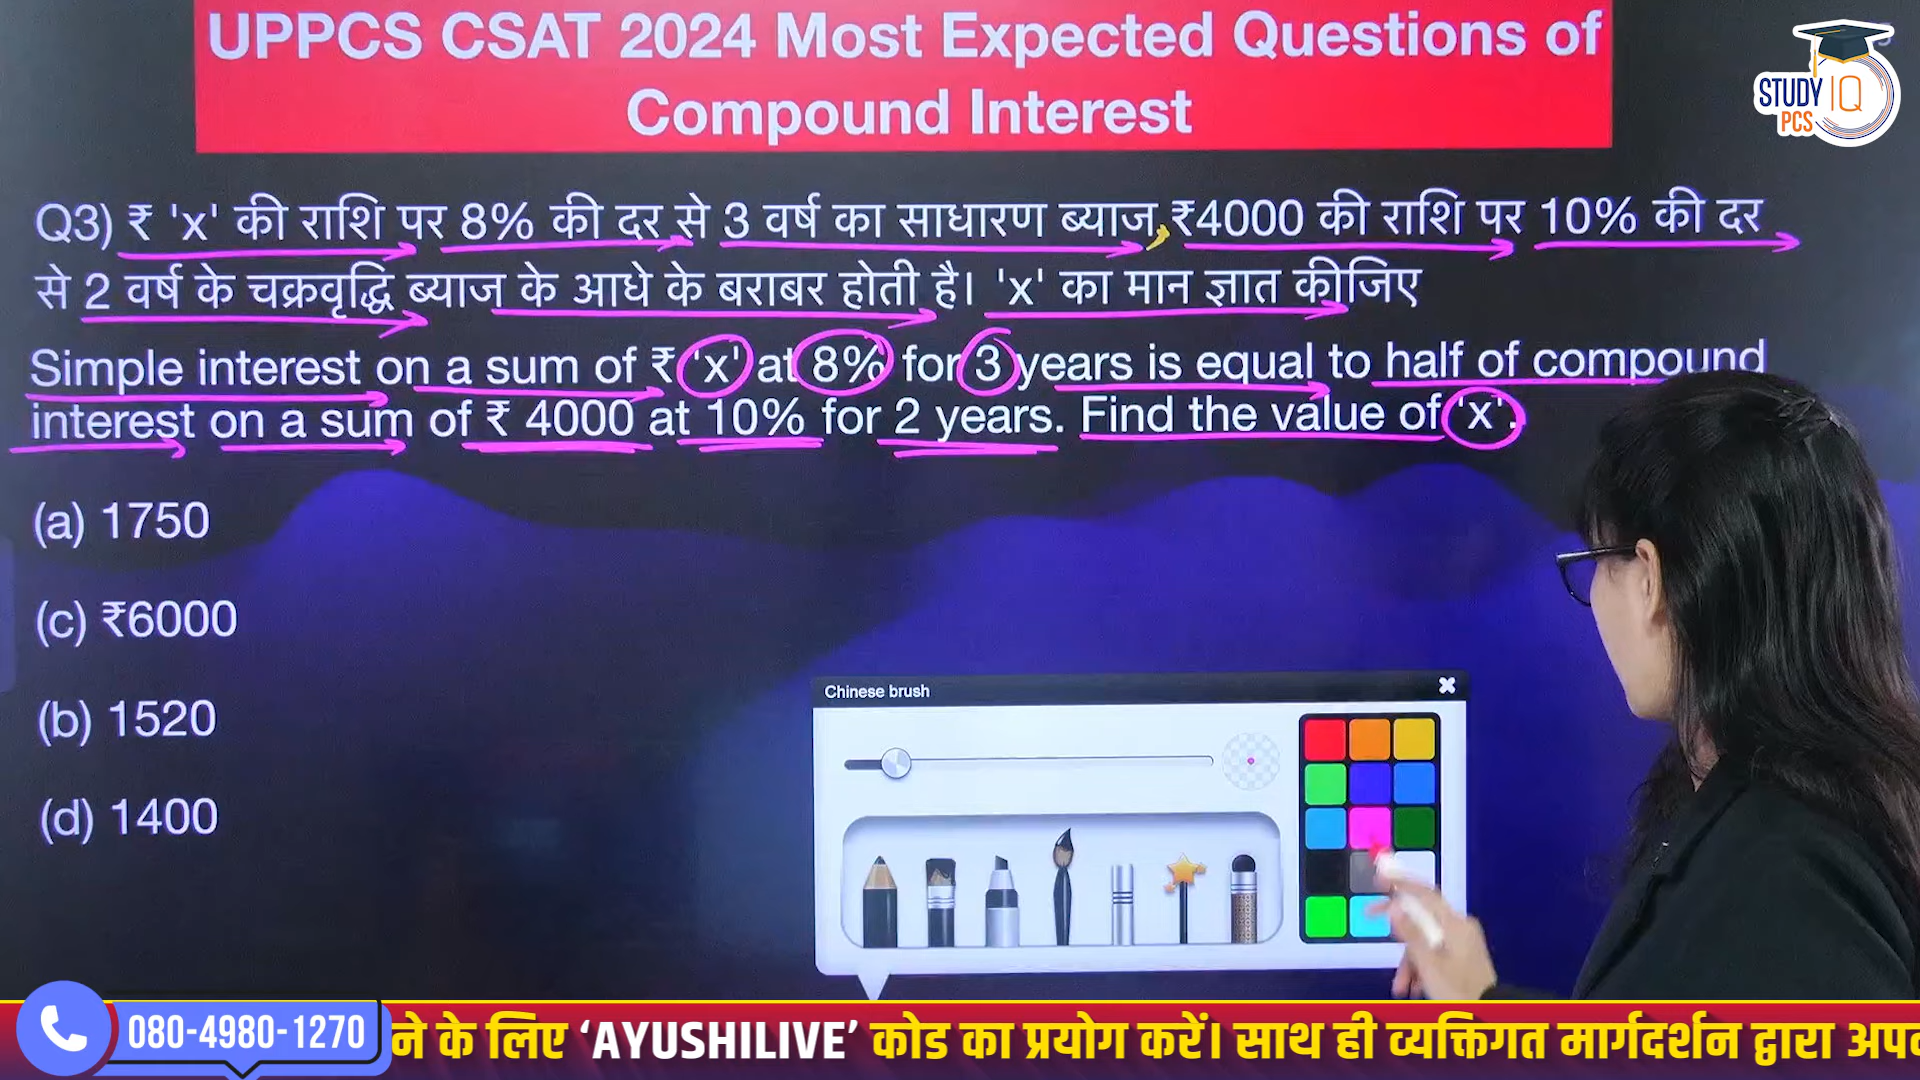 UPPCS CSAT 2024 Most Expected Questions of
Compound Interest
STUDY IQ
PCS
Q3) ₹ 'x' की राशि पर 8% की दर से 3 वर्ष का साधारण ब्याज, ₹4000 की राशि पर 10% की दर
से 2 वर्ष के चक्रवृद्धि ब्याज के आधे के बराबर होती है। 'x' का मान ज्ञात कीजिए
Simple interest on a sum of ₹ 'x' at 8% for 3 years is equal to half of compound
interest on a sum of ₹ 4000 at 10% for 2 years. Find the value of 'x'.
(a) 1750
(c) ₹6000
(b) 1520
(d) 1400
Chinese brush
080-4980-1270
ने के लिए ‘AYUSHILIVE’ कोड का प्रयोग करें। साथ ही व्यक्तिगत मार्गदर्शन द्वारा